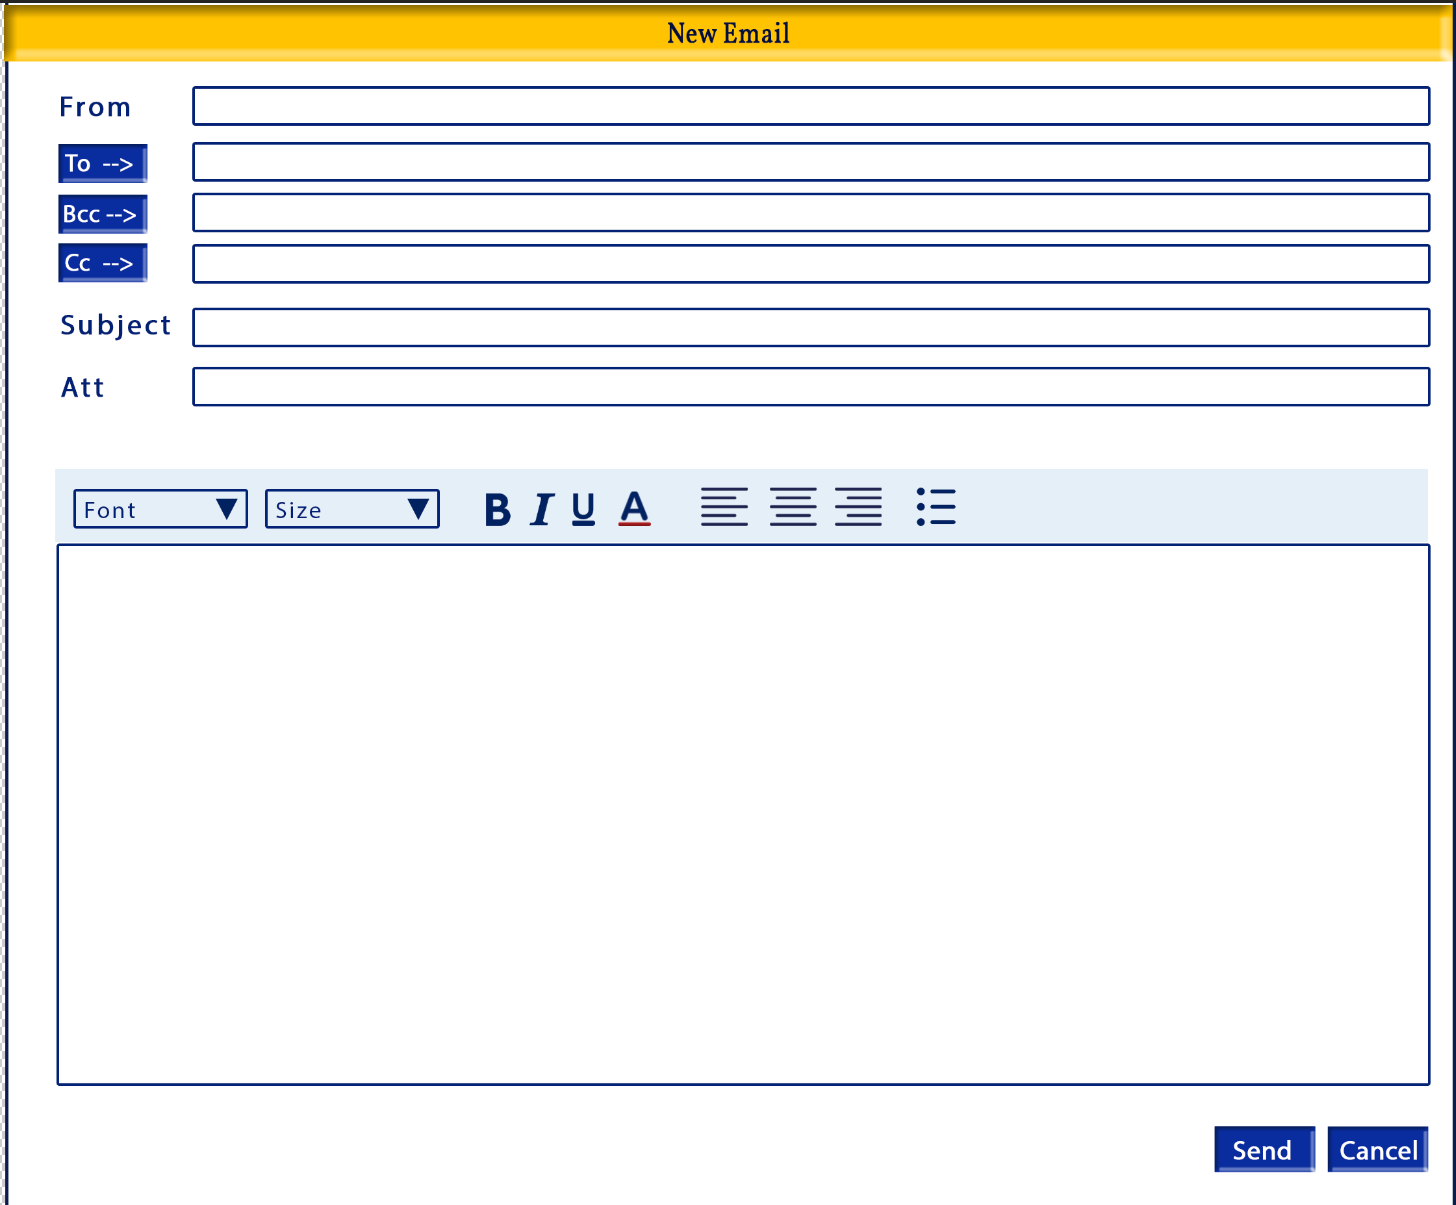 New Email
From
To -->
Bcc -->
Cc -->
Subject
Att
Font Size B I U A
Send Cancel